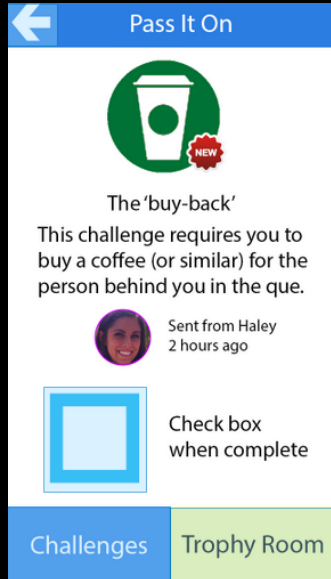 Pass It On
NEW
The 'buy-back'
This challenge requires you to
buy a coffee (or similar) for the
person behind you in the que.
Sent from Haley
2 hours ago
Check box
when complete
Challenges
Trophy Room